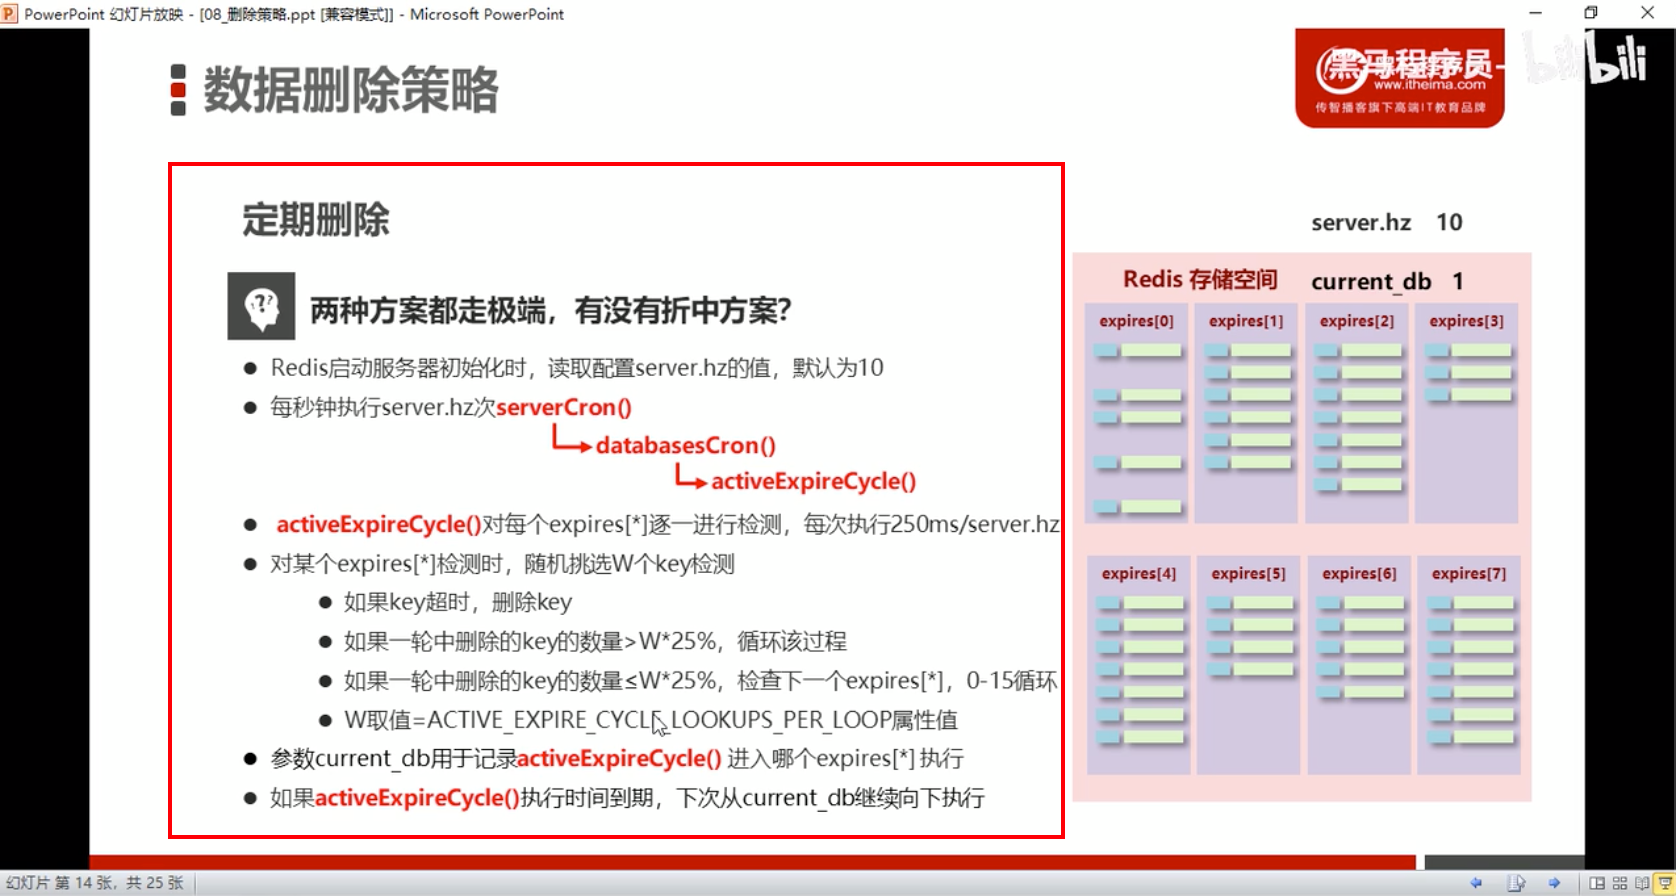 PowerPoint 幻灯片放映 - [08_删除策略.ppt [兼容模式]] - Microsoft PowerPoint
数据删除策略
黑马程序员
www.itheima.com
传智播客旗下高端IT教育品牌
bilibili
定期删除
两种方案都走极端，有没有折中方案?
Redis启动服务器初始化时，读取配置server.hz的值，默认为10
每秒钟执行server.hz次serverCron()
databasesCron()
activeExpireCycle()
activeExpireCycle()对每个expires[*]逐一进行检测，每次执行250ms/server.hz
对某个expires[*]检测时，随机挑选W个key检测
如果key超时，删除key
如果一轮中删除的key的数量>W*25%，循环该过程
如果一轮中删除的key的数量≤W*25%，检查下一个expires[*]，0-15循环
W取值=ACTIVE_EXPIRE_CYCLE_LOOKUPS_PER_LOOP属性值
参数current_db用于记录activeExpireCycle() 进入哪个expires[*] 执行
如果activeExpireCycle()执行时间到期，下次从current_db继续向下执行
server.hz 10
Redis 存储空间 current_db 1
expires[0] expires[1] expires[2] expires[3]
expires[4] expires[5] expires[6] expires[7]
幻灯片 第 14 张，共 25 张